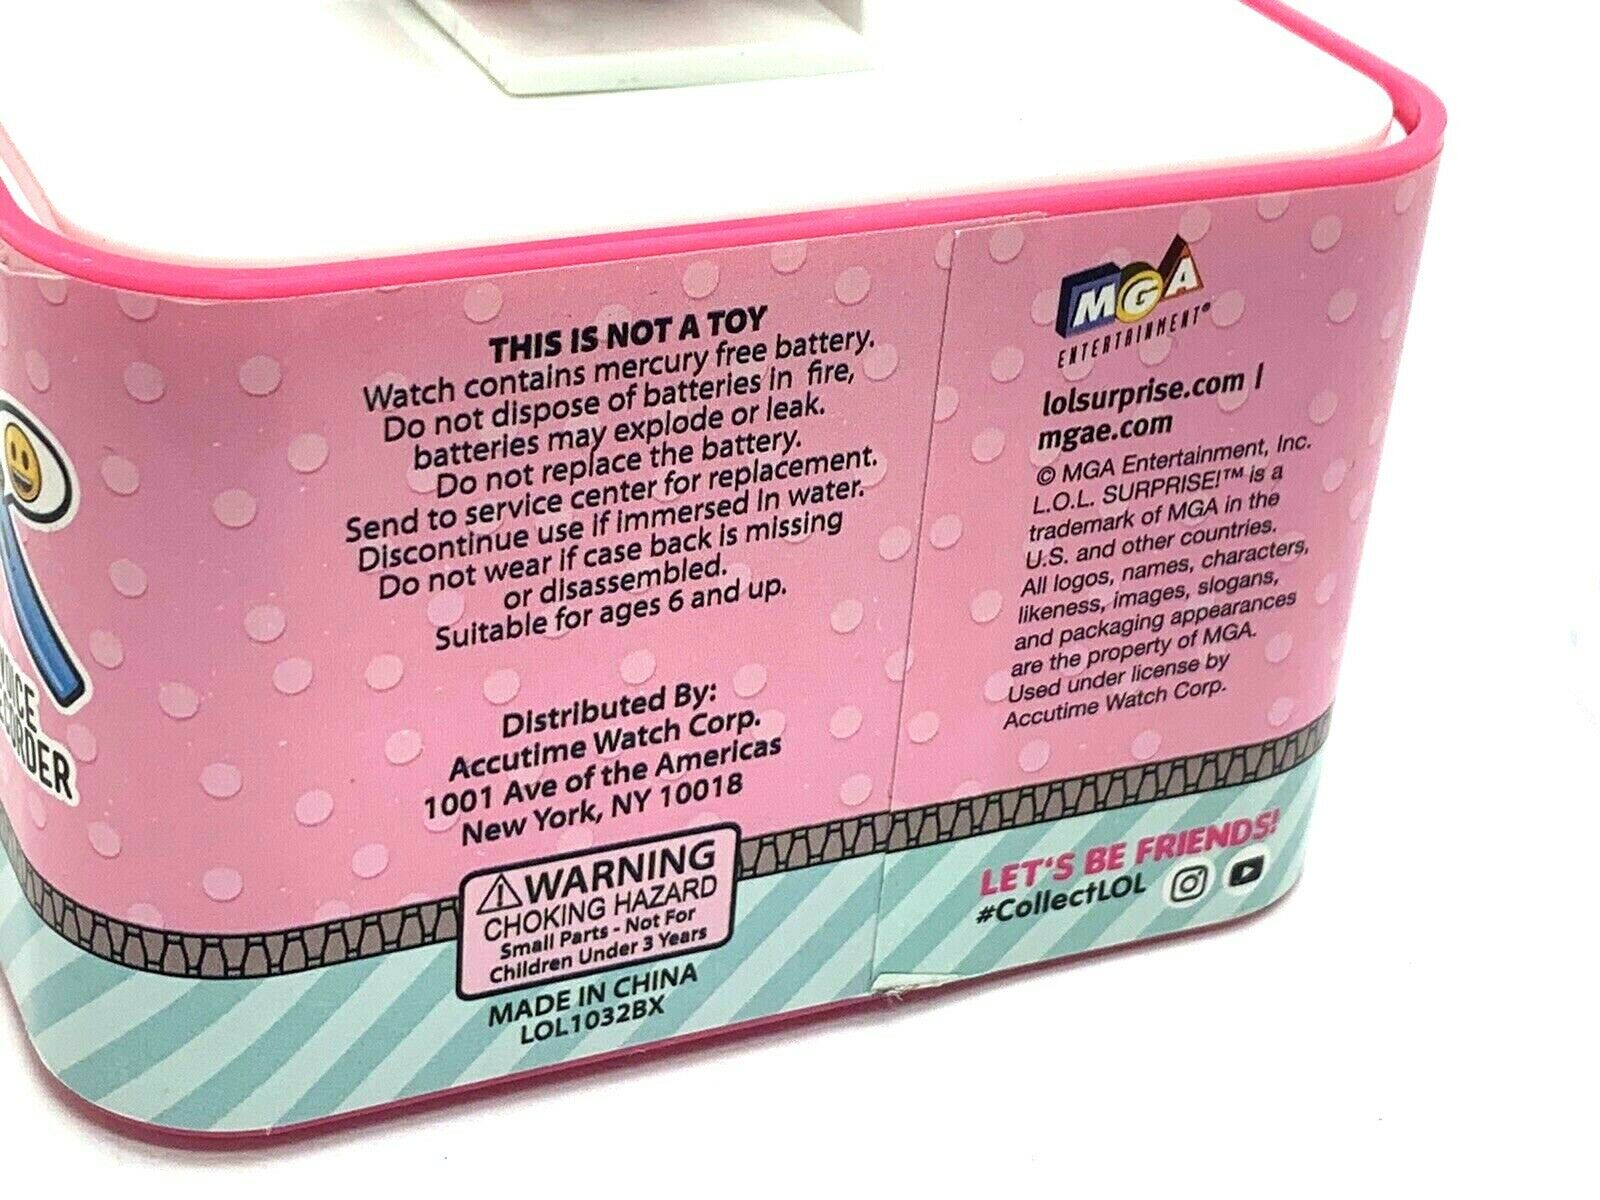 THIS IS NOT A TOY
Watch contains mercury free battery.
Do not dispose of batteries in fire,
batteries may explode or leak.
Do not replace the battery.
Send to service center for replacement.
Discontinue use if immersed in water.
Do not wear if case back is missing
or disassembled.
Suitable for ages 6 and up.
Distributed By:
Accutime Watch Corp.
1001 Ave of the Americas
New York, NY 10018
⚠WARNING
CHOKING HAZARD
Small Parts - Not For
Children Under 3 Years
MADE IN CHINA
LOL1032BX
MGA
ENTERTAINMENT®
lolsurprise.com |
mgae.com
© MGA Entertainment, Inc.
L.O.L. SURPRISE!™ is a
trademark of MGA in the
U.S. and other countries.
All logos, names, characters,
likeness, images, slogans,
and packaging appearances
are the property of MGA.
Used under license by
Accutime Watch Corp.
LET'S BE FRIENDS!
#CollectLOL